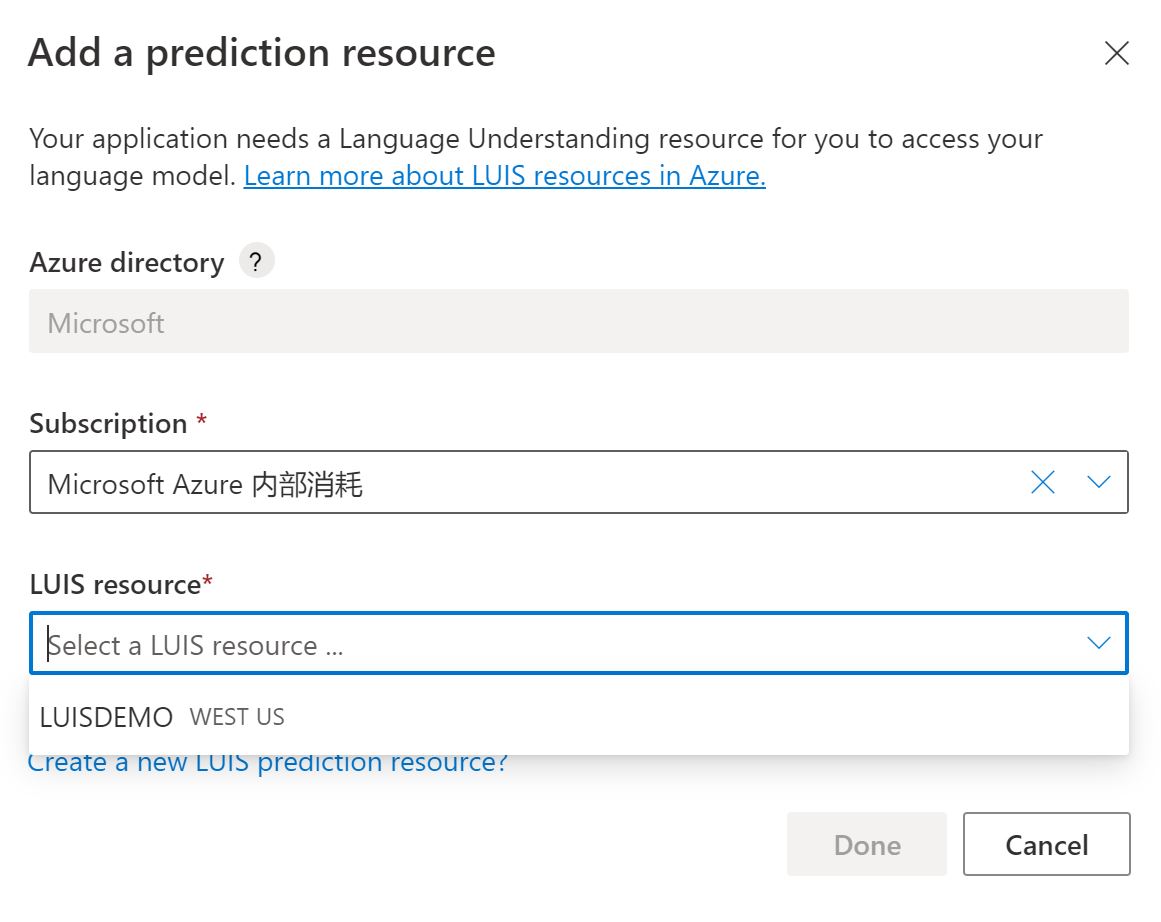 Add a prediction resource
Your application needs a Language Understanding resource for you to access your
language model. Learn more about LUIS resources in Azure.
Azure directory ?
Microsoft
Subscription *
Microsoft Azure 内部消耗
LUIS resource*
Select a LUIS resource ...
LUISDEMO WEST US
Create a new LUIS prediction resource?
Done
Cancel